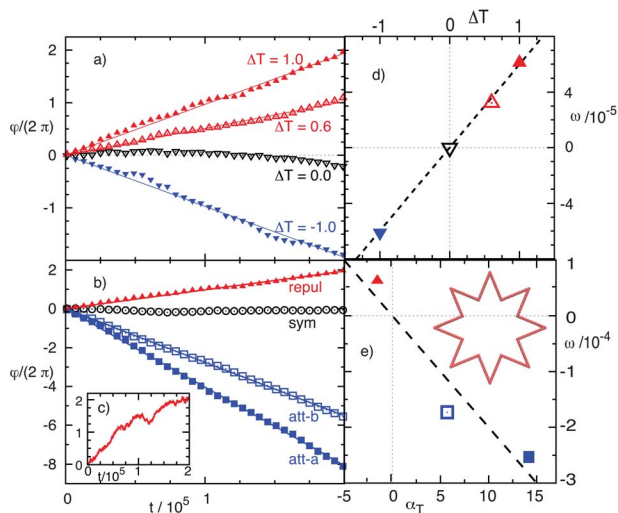 a)
φ/(2 π)
2
1
0
-1
ΔT = 1.0
ΔT = 0.6
ΔT = 0.0
ΔT = -1.0
b)
φ/(2 π)
2
0
-2
-4
-6
-8
repul
sym
att-b
att-a
c)
2
1
0
0 1 2
t/10⁵
0 1 -5
t / 10⁵
-1 0 1
ΔT
d)
4
0
-4
ω /10⁻⁵
e)
1
0
-1
-2
-3
ω /10⁻⁴
0 5 10 15
α_T